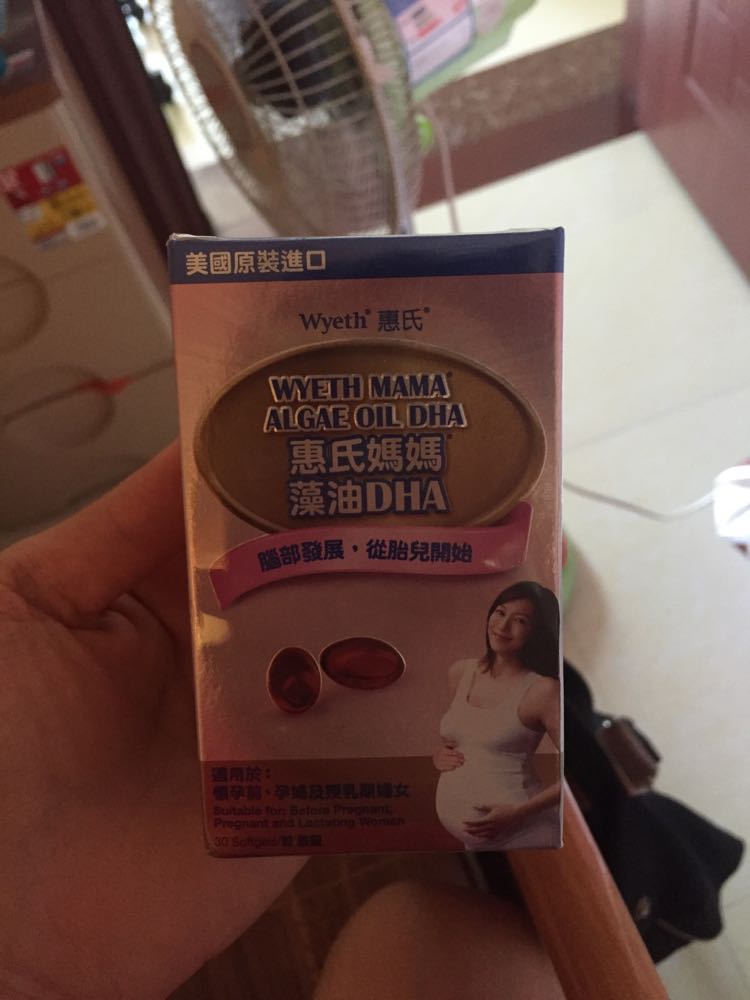 美國原裝進口
Wyeth® 惠氏®
WYETH MAMA®
ALGAE OIL DHA
惠氏媽媽®
藻油DHA
腦部發展，從胎兒開始
適用於：
懷孕前、孕婦及授乳期婦女
Suitable for: Before Pregnant,
Pregnant and Lactating Women
30 Softgels/粒 膠囊